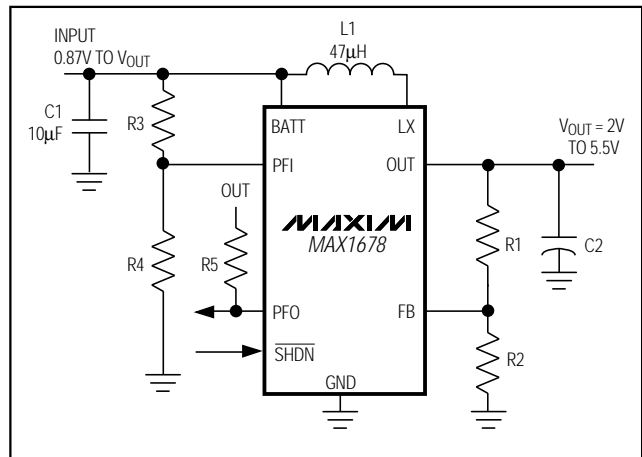 INPUT
0.87V TO VOUT
L1
47µH
C1
10µF
R3
BATT
LX
VOUT = 2V
TO 5.5V
PFI
OUT
OUT
MAXIM
MAX1678
R1
C2
R4
R5
PFO
FB
SHDN
R2
GND